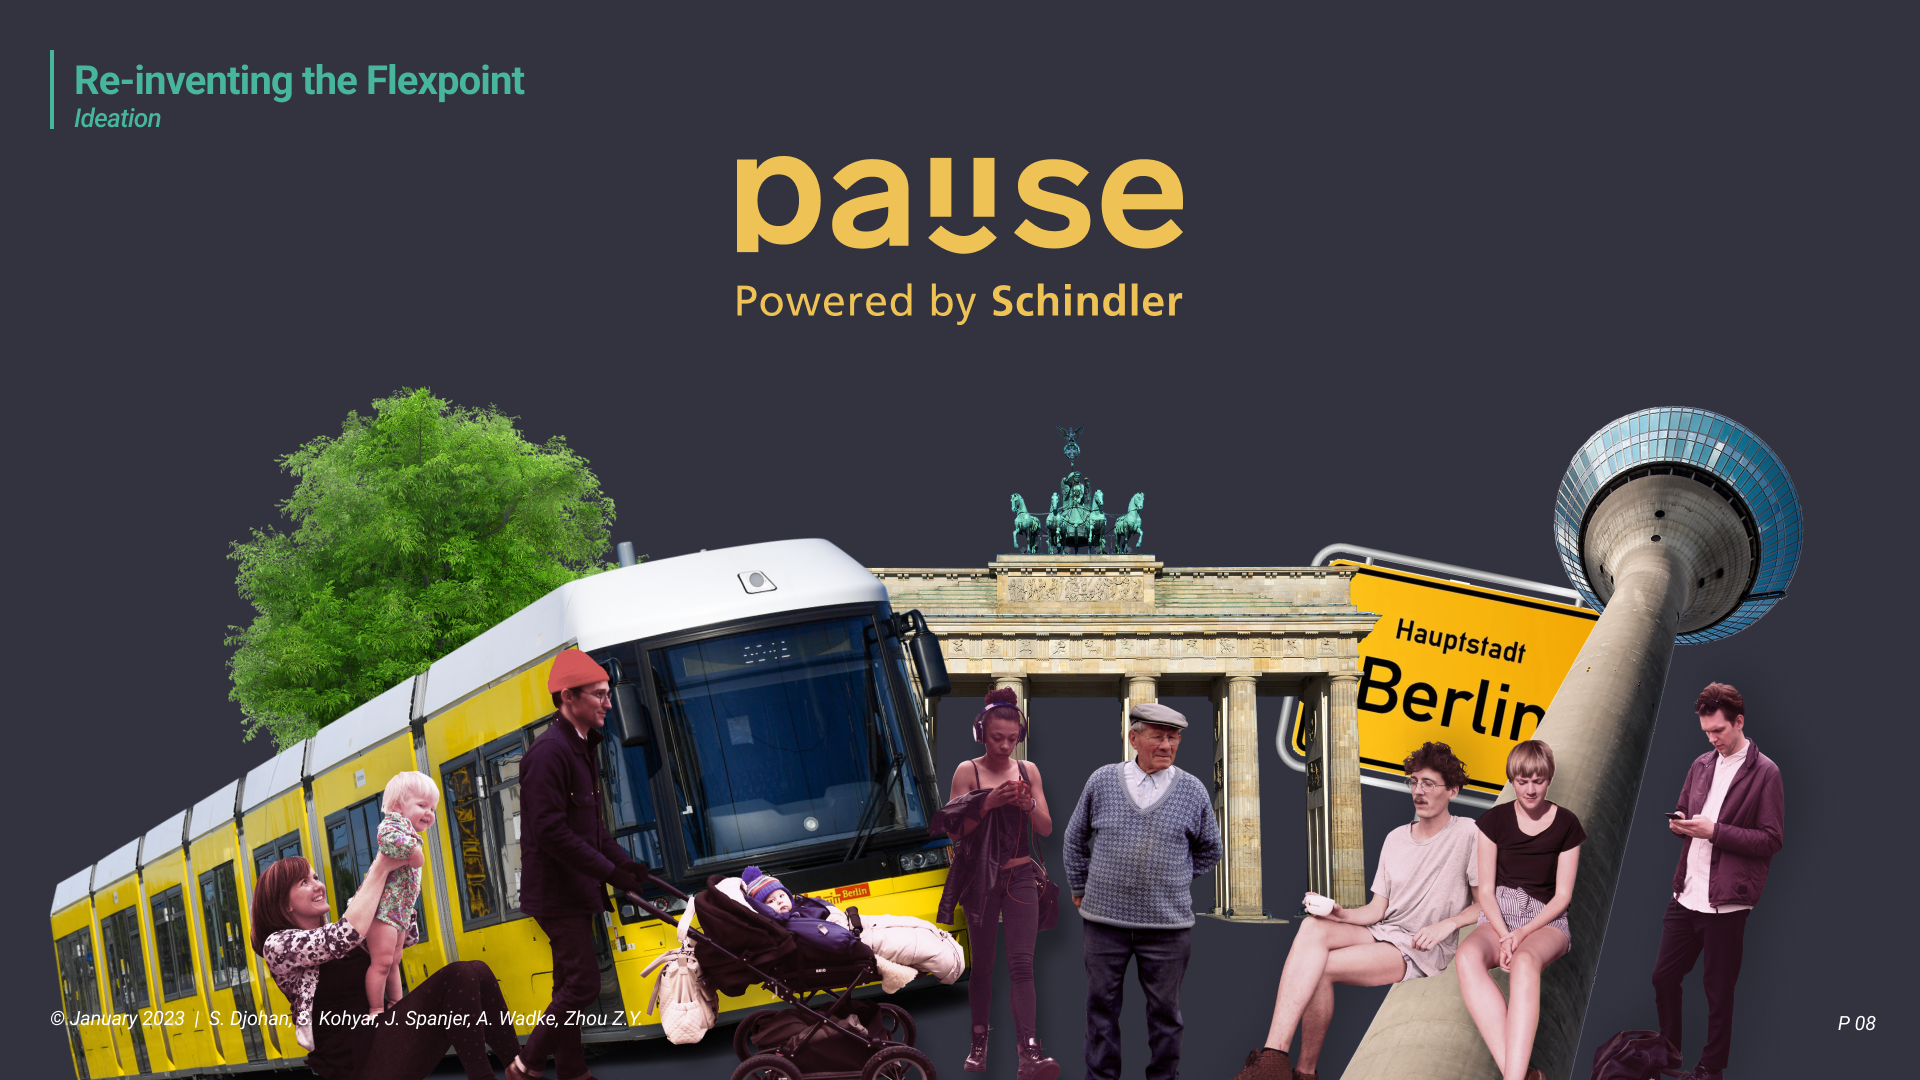 Re-inventing the Flexpoint
Ideation
pause
Powered by Schindler
Hauptstadt
Berlin
Berlin
© January 2023 | S. Djohan, S. Kohyar, J. Spanjer, A. Wadke, Zhou Z.Y.
P 08